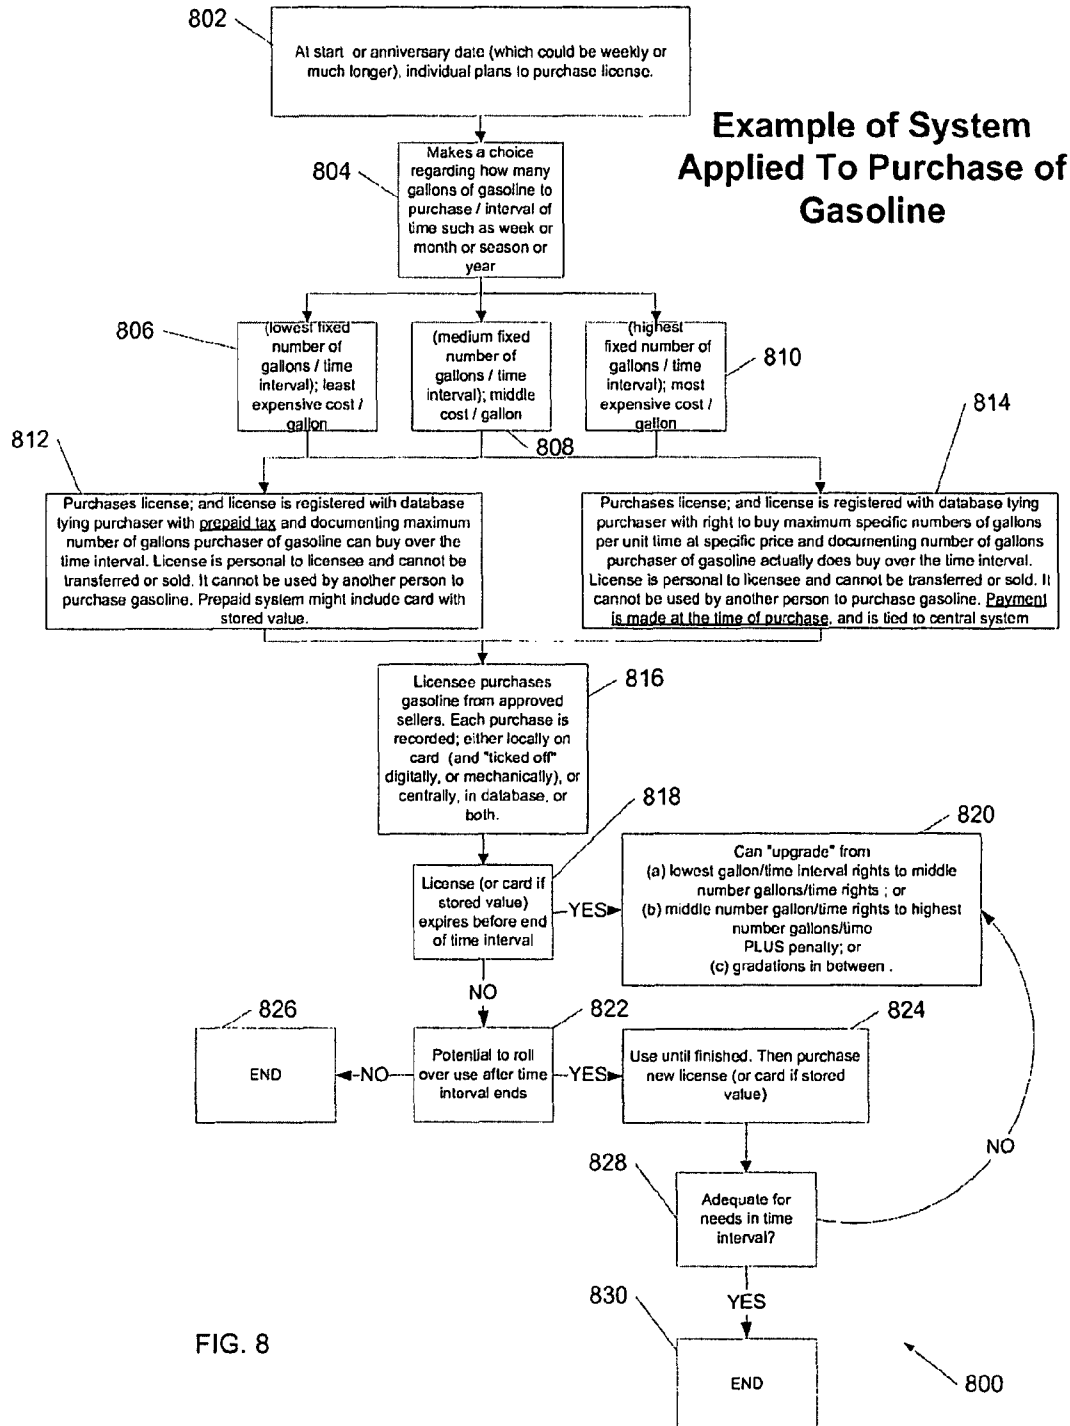 802
At start or anniversary date (which could be weekly or
much longer), individual plans to purchase license.
Example of System
Applied To Purchase of
Gasoline
804
Makes a choice
regarding how many
gallons of gasoline to
purchase / interval of
time such as week or
month or season or
year
806
(lowest fixed
number of
gallons / time
interval); least
expensive cost /
gallon
(medium fixed
number of
gallons / time
interval); middle
cost / gallon
808
(highest
fixed number of
gallons / time
interval); most
expensive cost /
gallon
810
812
Purchases license; and license is registered with database
tying purchaser with prepaid tax and documenting maximum
number of gallons purchaser of gasoline can buy over the
time interval. License is personal to licensee and cannot be
transferred or sold. It cannot be used by another person to
purchase gasoline. Prepaid system might include card with
stored value.
814
Purchases license; and license is registered with database tying
purchaser with right to buy maximum specific numbers of gallons
per unit time at specific price and documenting number of gallons
purchaser of gasoline actually does buy over the time interval.
License is personal to licensee and cannot be transferred or sold. It
cannot be used by another person to purchase gasoline. Payment
is made at the time of purchase, and is tied to central system
816
Licensee purchases
gasoline from approved
sellers. Each purchase is
recorded; either locally on
card (and "ticked off"
digitally, or mechanically), or
centrally, in database, or
both.
818
License (or card if
stored value)
expires before end
of time interval
YES
820
Can "upgrade" from
(a) lowest gallon/time interval rights to middle
number gallons/time rights ; or
(b) middle number gallon/time rights to highest
number gallons/time
PLUS penalty; or
(c) gradations in between .
NO
826
END
NO
822
Potential to roll
over use after time
interval ends
YES
824
Use until finished. Then purchase
new license (or card if stored
value)
NO
828
Adequate for
needs in time
interval?
YES
830
END
FIG. 8
800